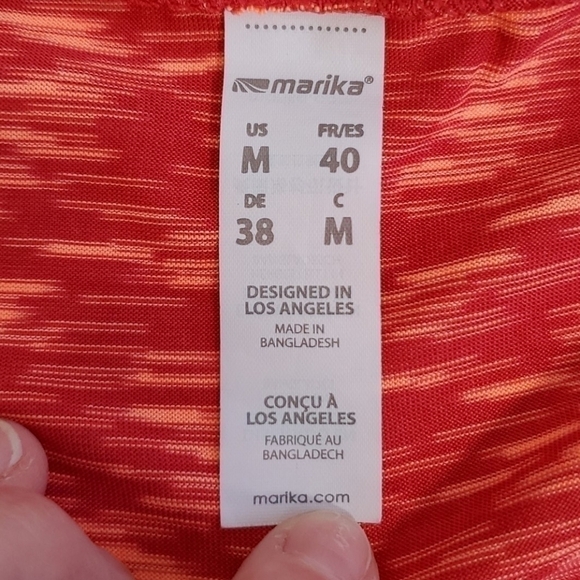 marika®
US FR/ES
M 40
DE C
38 M
DESIGNED IN
LOS ANGELES
MADE IN
BANGLADESH
CONÇU À
LOS ANGELES
FABRIQUÉ AU
BANGLADECH
marika.com